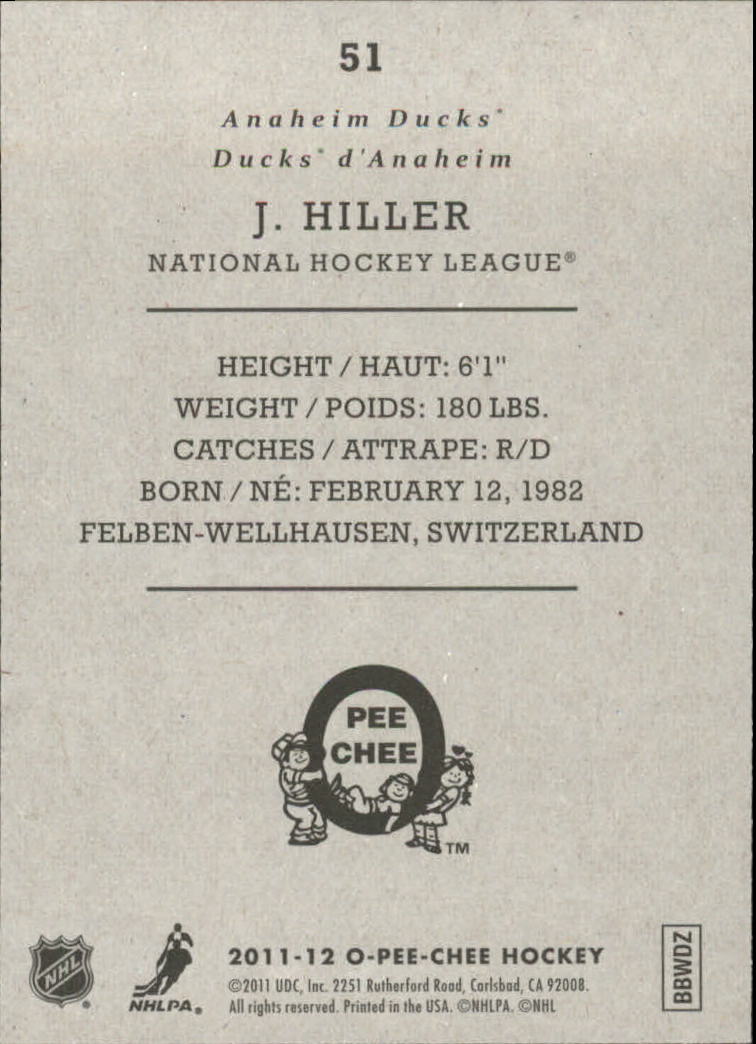 51
Anaheim Ducks*
Ducks* d'Anaheim
J. HILLER
NATIONAL HOCKEY LEAGUE®
HEIGHT / HAUT: 6'1"
WEIGHT / POIDS: 180 LBS.
CATCHES / ATTRAPE: R/D
BORN / NÉ: FEBRUARY 12, 1982
FELBEN-WELLHAUSEN, SWITZERLAND
O
PEE
CHEE
TM
NHL ®
NHLPA®
2011-12 O-PEE-CHEE HOCKEY
©2011 UDC, Inc. 2251 Rutherford Road, Carlsbad, CA 92008.
All rights reserved. Printed in the USA. ©NHLPA. ©NHL
BBWDZ